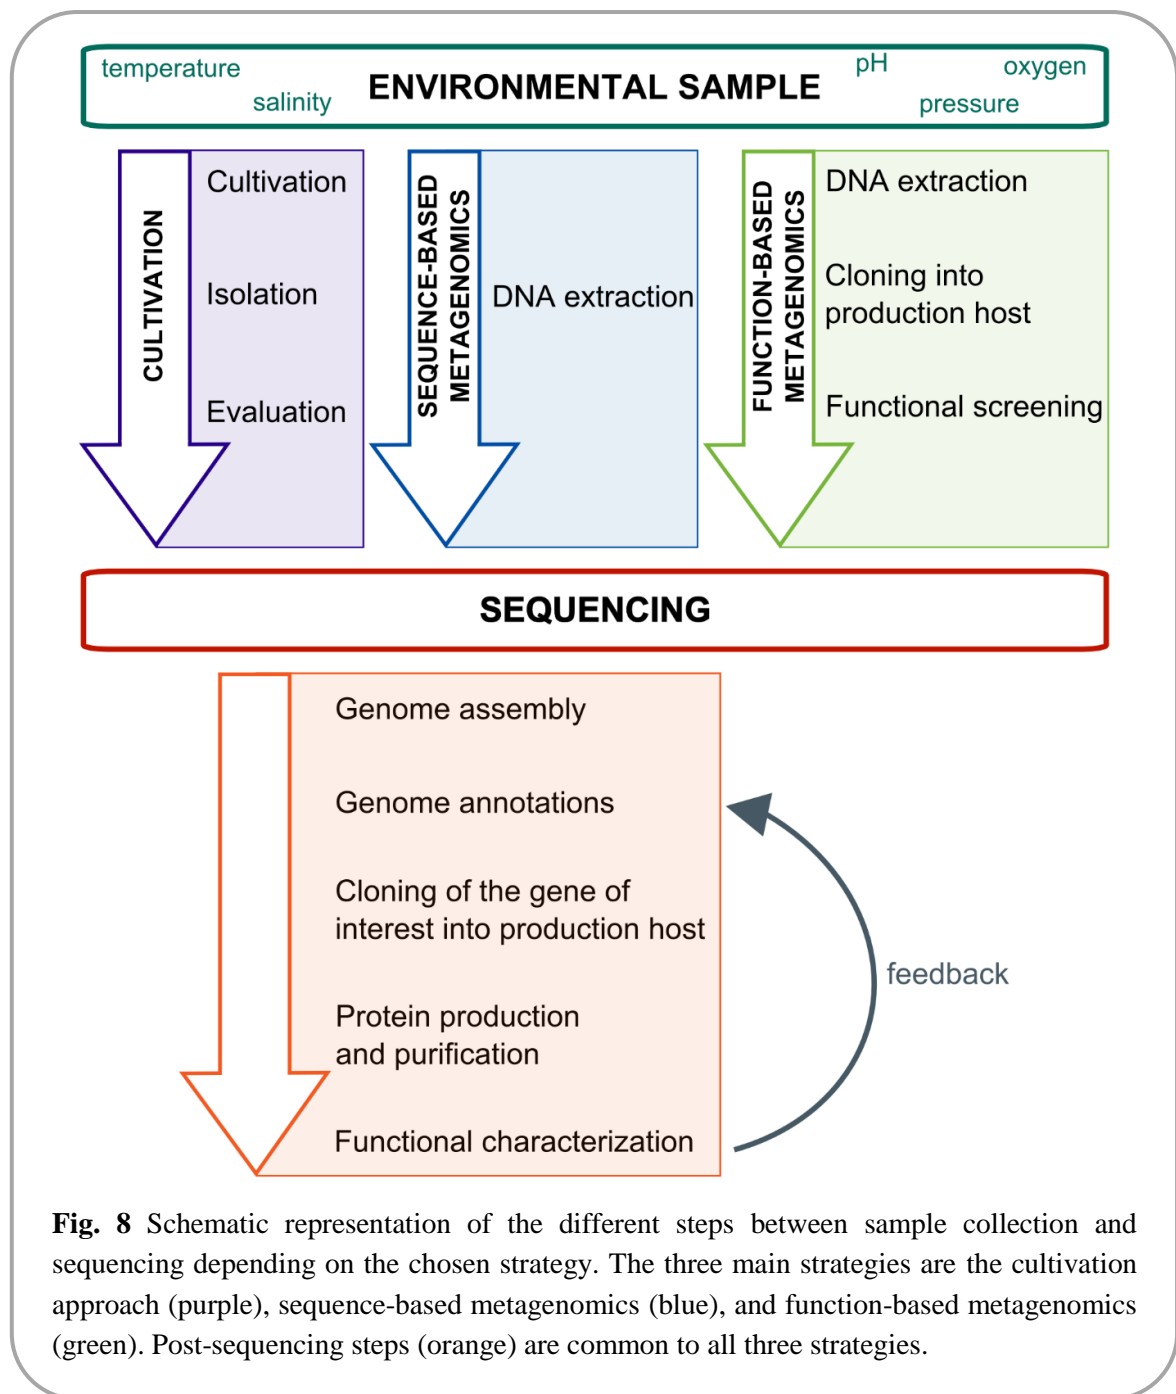 temperature
salinity
ENVIRONMENTAL SAMPLE
pH
oxygen
pressure
CULTIVATION
Cultivation
Isolation
Evaluation
SEQUENCE-BASED
METAGENOMICS
DNA extraction
FUNCTION-BASED
METAGENOMICS
DNA extraction
Cloning into
production host
Functional screening
SEQUENCING
Genome assembly
Genome annotations
Cloning of the gene of
interest into production host
Protein production
and purification
Functional characterization
feedback
Fig. 8 Schematic representation of the different steps between sample collection and
sequencing depending on the chosen strategy. The three main strategies are the cultivation
approach (purple), sequence-based metagenomics (blue), and function-based metagenomics
(green). Post-sequencing steps (orange) are common to all three strategies.